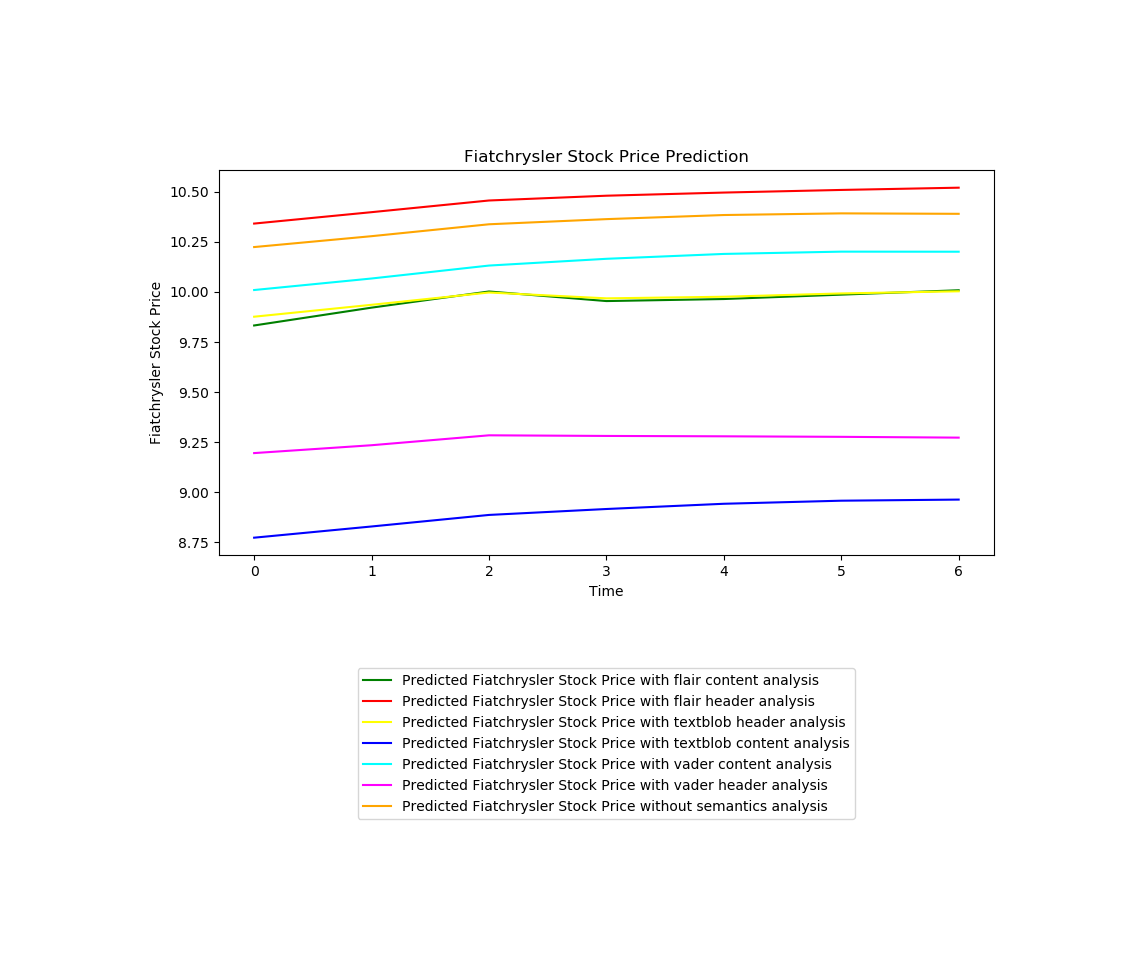 Fiatchrysler Stock Price Prediction
10.50
10.25
10.00
9.75
9.50
9.25
9.00
8.75
Fiatchrysler Stock Price
0 1 2 3 4 5 6
Time
Predicted Fiatchrysler Stock Price with flair content analysis
Predicted Fiatchrysler Stock Price with flair header analysis
Predicted Fiatchrysler Stock Price with textblob header analysis
Predicted Fiatchrysler Stock Price with textblob content analysis
Predicted Fiatchrysler Stock Price with vader content analysis
Predicted Fiatchrysler Stock Price with vader header analysis
Predicted Fiatchrysler Stock Price without semantics analysis